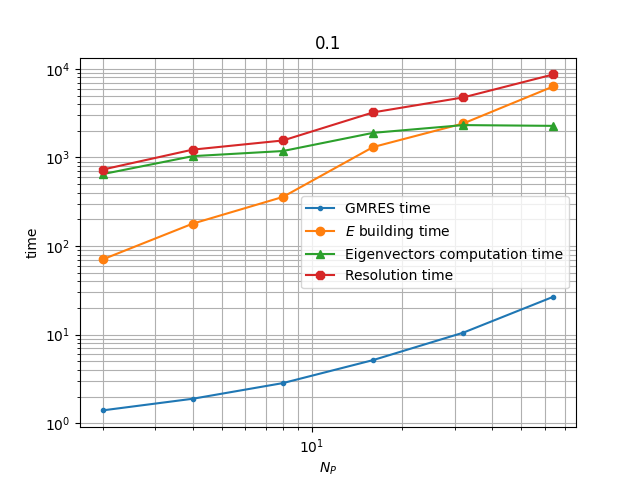 0.1
time
10⁴
10³
10²
10¹
10⁰
GMRES time
E building time
Eigenvectors computation time
Resolution time
10¹
N_P